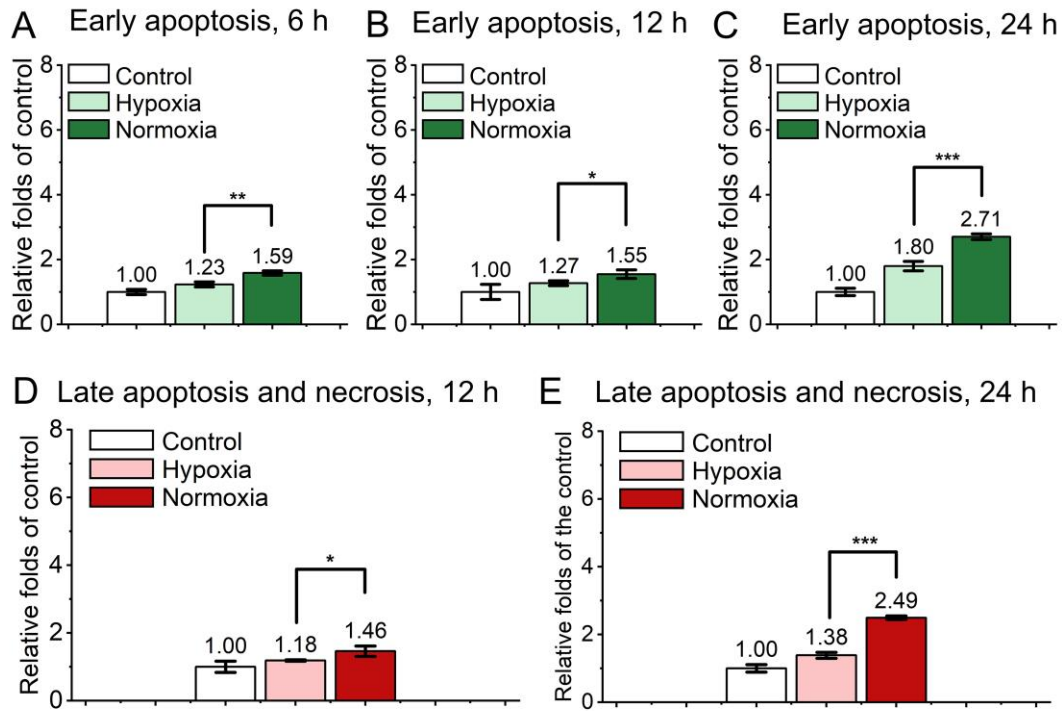 A Early apoptosis, 6 h
Relative folds of control
8
6
4
2
0
Control
Hypoxia
Normoxia
**
1.00
1.23
1.59
B Early apoptosis, 12 h
Relative folds of control
8
6
4
2
0
Control
Hypoxia
Normoxia
*
1.00
1.27
1.55
C Early apoptosis, 24 h
Relative folds of control
8
6
4
2
0
Control
Hypoxia
Normoxia
***
1.00
1.80
2.71
D Late apoptosis and necrosis, 12 h
Relative folds of control
8
6
4
2
0
Control
Hypoxia
Normoxia
*
1.00
1.18
1.46
E Late apoptosis and necrosis, 24 h
Relative folds of the control
8
6
4
2
0
Control
Hypoxia
Normoxia
***
1.00
1.38
2.49